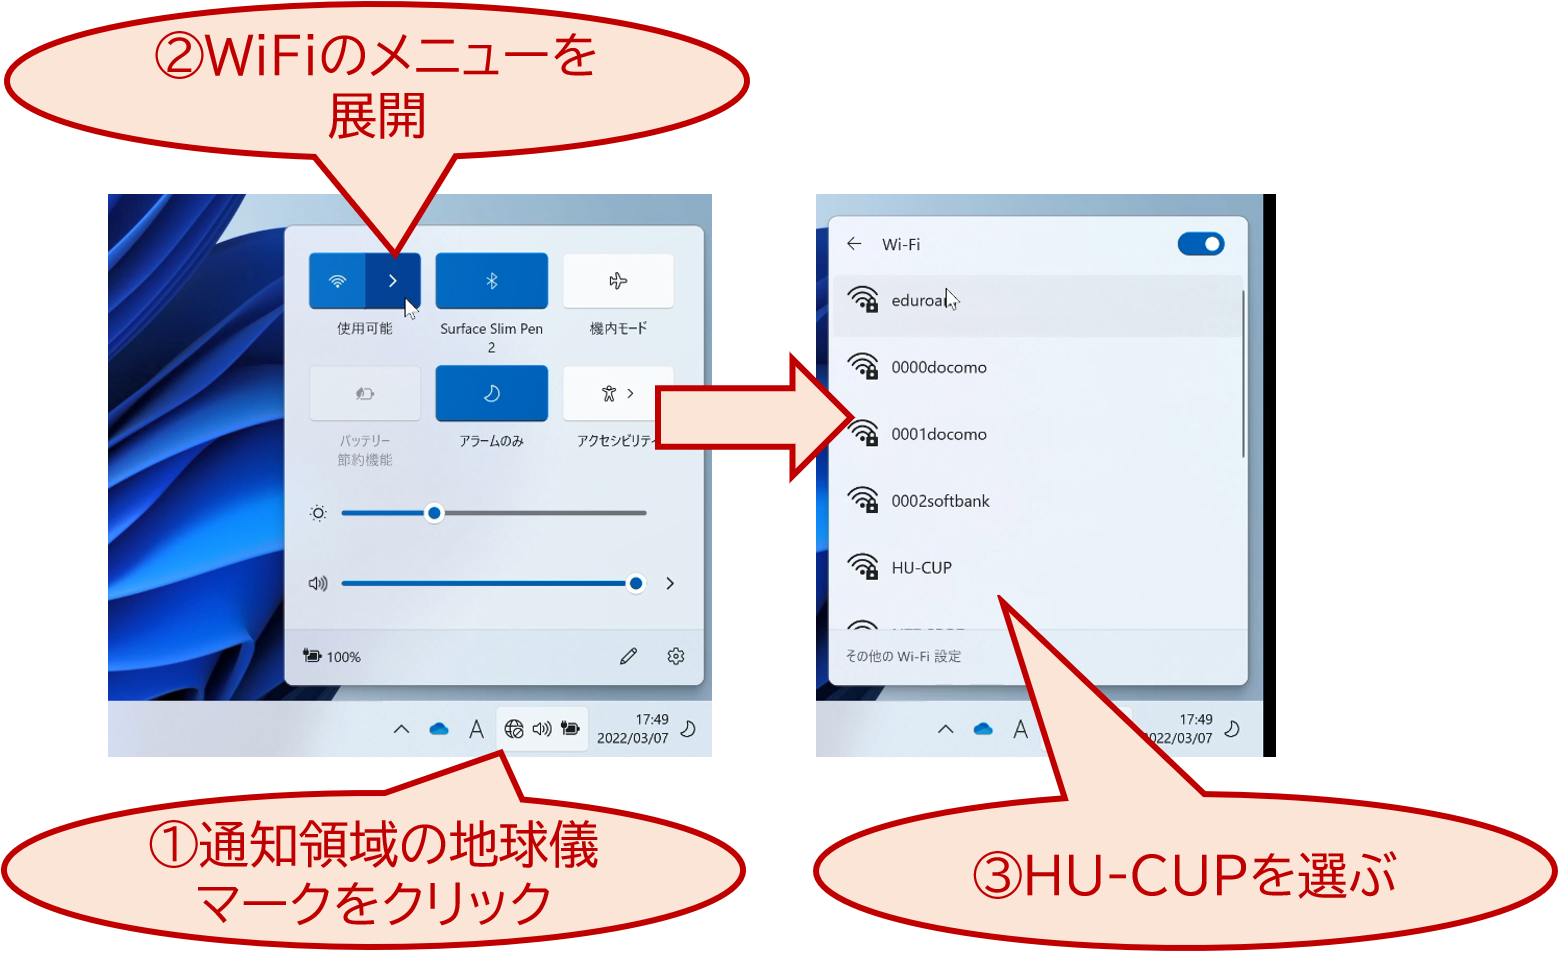 ②WiFiのメニューを
展開
使用可能
Surface Slim Pen
2
機内モード
バッテリー
節約機能
アラームのみ
アクセシビリティ
100%
A
17:49
2022/03/07
①通知領域の地球儀
マークをクリック
Wi-Fi
0000docomo
0001docomo
0002softbank
HU-CUP
その他の Wi-Fi 設定
A
17:49
2022/03/07
③HU-CUPを選ぶ